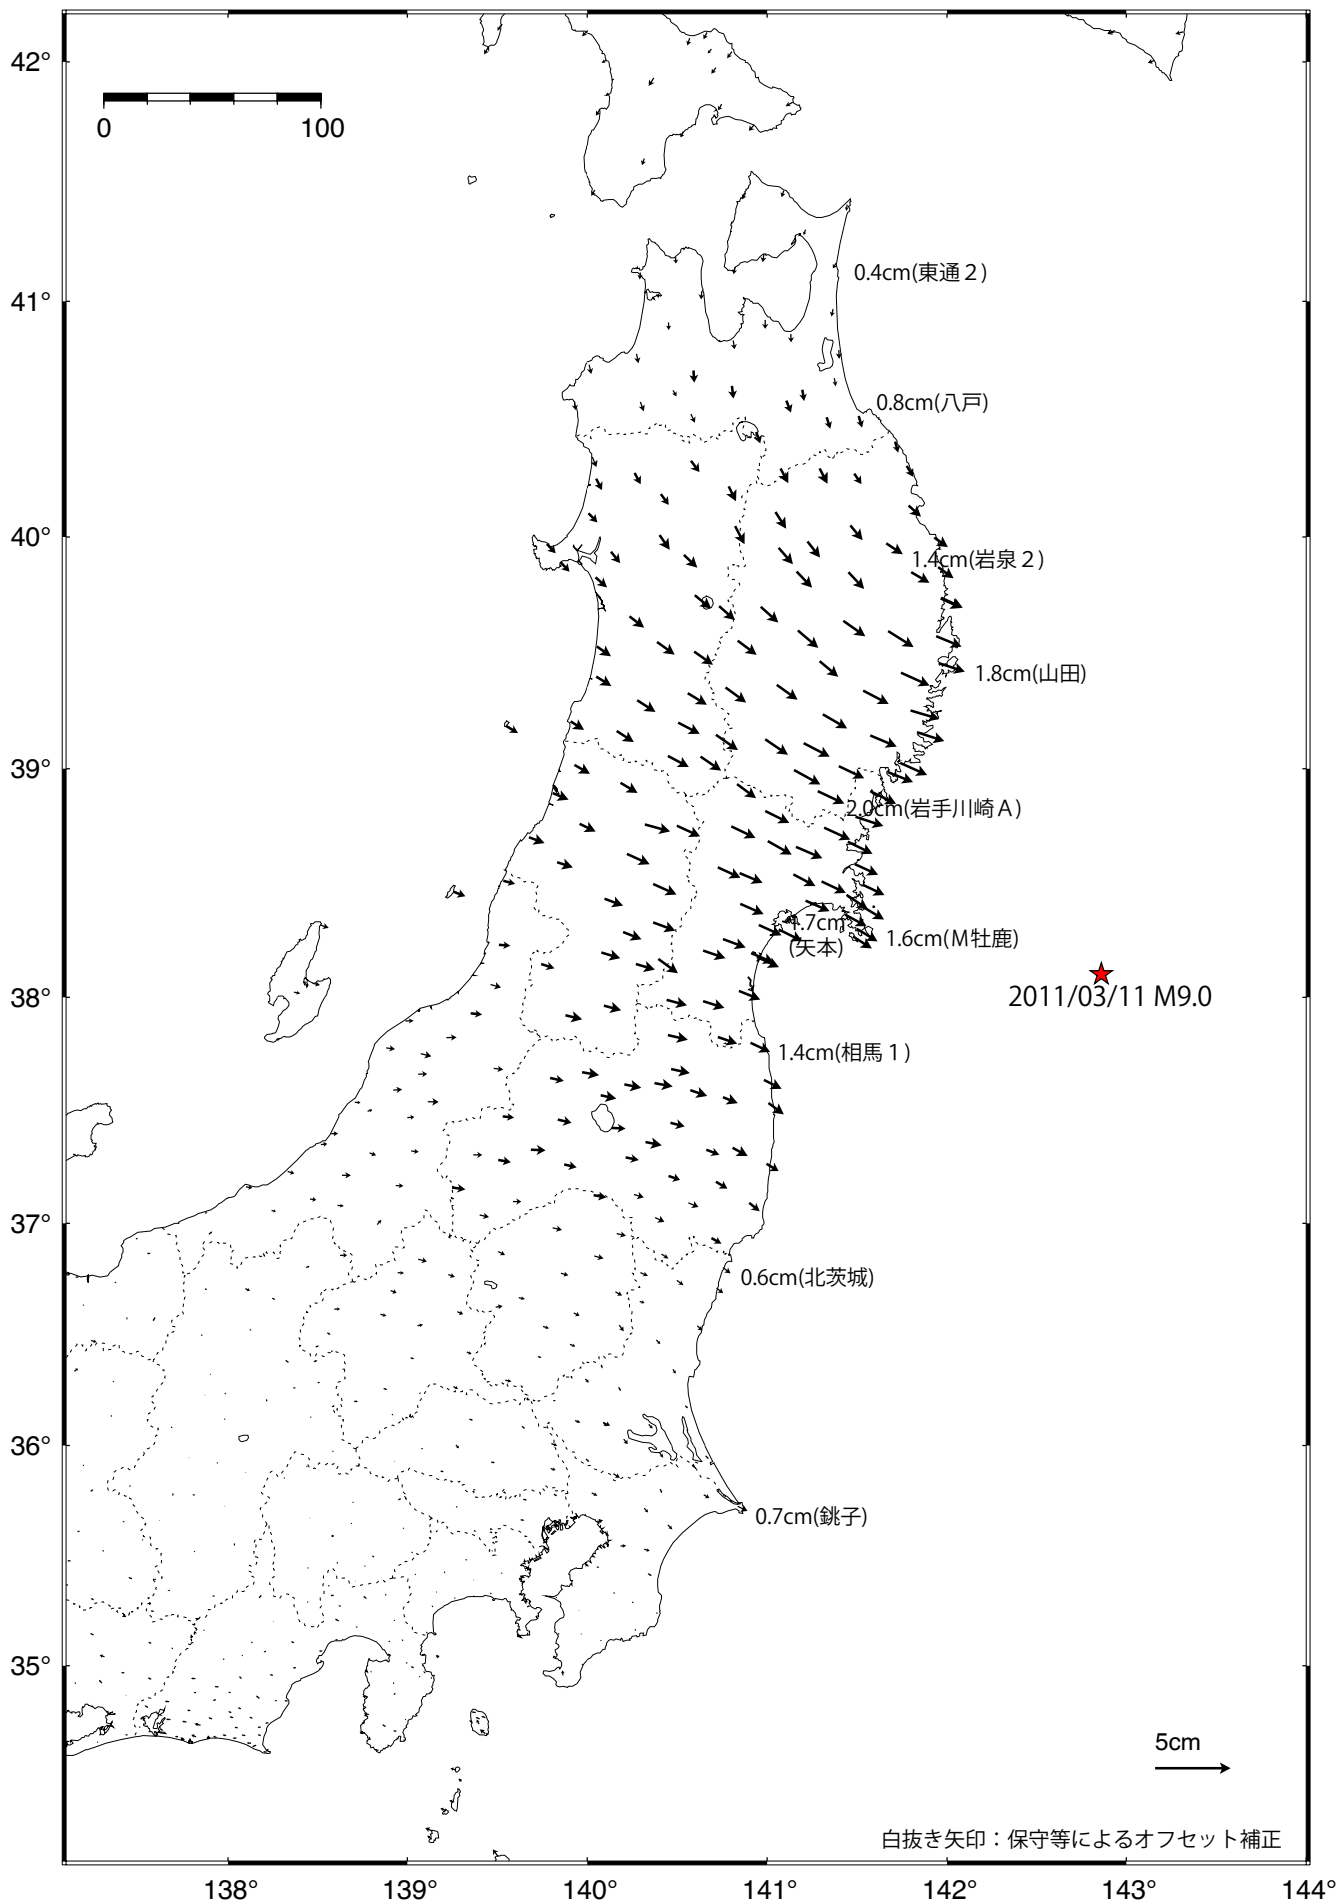 42°
0 100
0.4cm(東通２)
41°
0.8cm(八戸)
40°
1.4cm(岩泉２)
1.8cm(山田)
39°
2.0cm(岩手川崎Ａ)
1.7cm
(矢本)
1.6cm(Ｍ牡鹿)
38°
2011/03/11 M9.0
1.4cm(相馬１)
37°
0.6cm(北茨城)
36°
0.7cm(銚子)
35°
5cm
白抜き矢印：保守等によるオフセット補正
138° 139° 140° 141° 142° 143° 144°